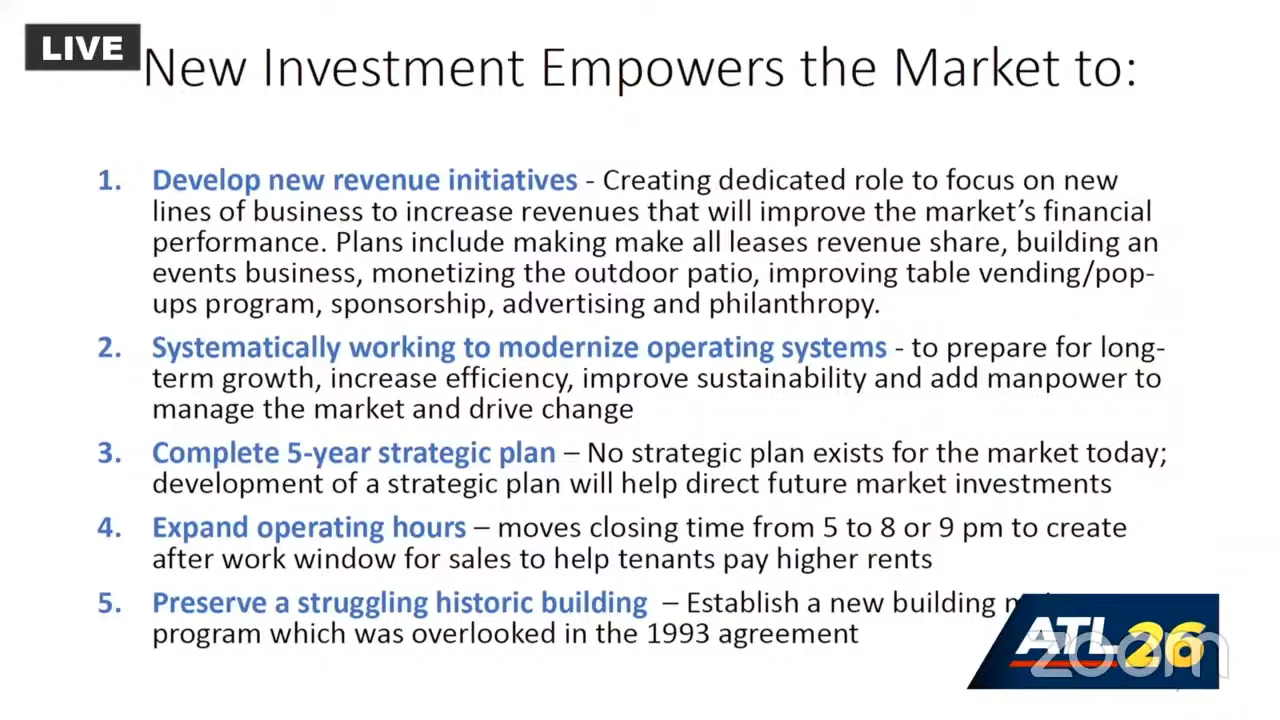 LIVE
New Investment Empowers the Market to:
1. Develop new revenue initiatives - Creating dedicated role to focus on new
lines of business to increase revenues that will improve the market's financial
performance. Plans include making make all leases revenue share, building an
events business, monetizing the outdoor patio, improving table vending/pop-
ups program, sponsorship, advertising and philanthropy.
2. Systematically working to modernize operating systems - to prepare for long-
term growth, increase efficiency, improve sustainability and add manpower to
manage the market and drive change
3. Complete 5-year strategic plan – No strategic plan exists for the market today;
development of a strategic plan will help direct future market investments
4. Expand operating hours – moves closing time from 5 to 8 or 9 pm to create
after work window for sales to help tenants pay higher rents
5. Preserve a struggling historic building – Establish a new building
program which was overlooked in the 1993 agreement
ATL 26
zoom